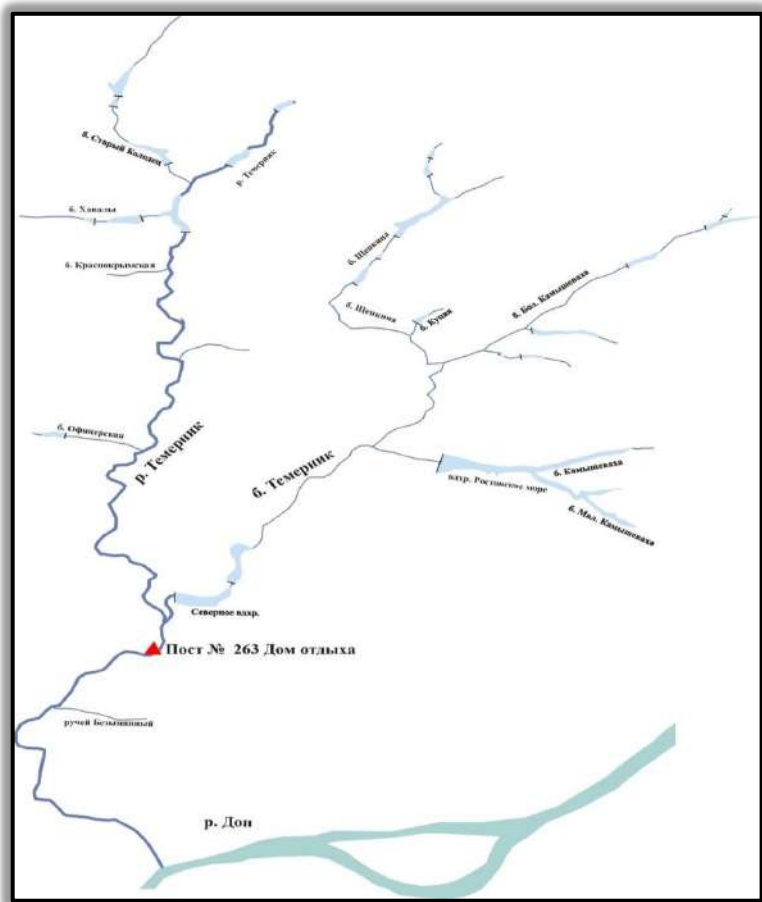 б. Старый Колодец
р. Темерник
б. Хавалы
б. Щепкина
б. Краснокрымская
б. Бол. Камышеваха
б. Щепкина
б. Купая
б. Офицерская
р. Темерник
б. Темерник
б. Камышеваха
вдхр. Ростовское море
б. Мал. Камышеваха
Северное вдхр.
Пост № 263 Дом отдыха
ручей Безымянный
р. Дон